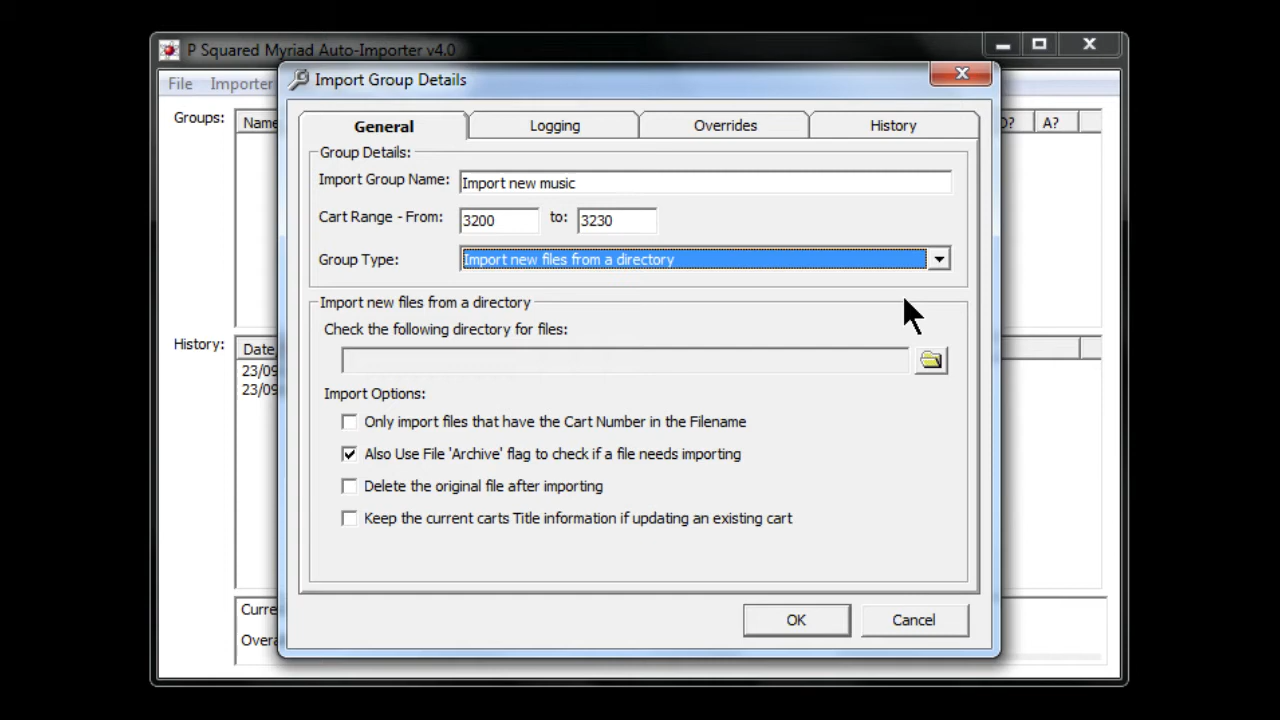 P Squared Myriad Auto-Importer v4.0
File Importer
Import Group Details
General Logging Overrides History
Groups: Name A?
Group Details:
Import Group Name: Import new music
Cart Range - From: 3200 to: 3230
Group Type: Import new files from a directory
Import new files from a directory
Check the following directory for files:
History: Date,
23/09
23/09
Import Options:
Only import files that have the Cart Number in the Filename
Also Use File 'Archive' flag to check if a file needs importing
Delete the original file after importing
Keep the current carts Title information if updating an existing cart
OK Cancel